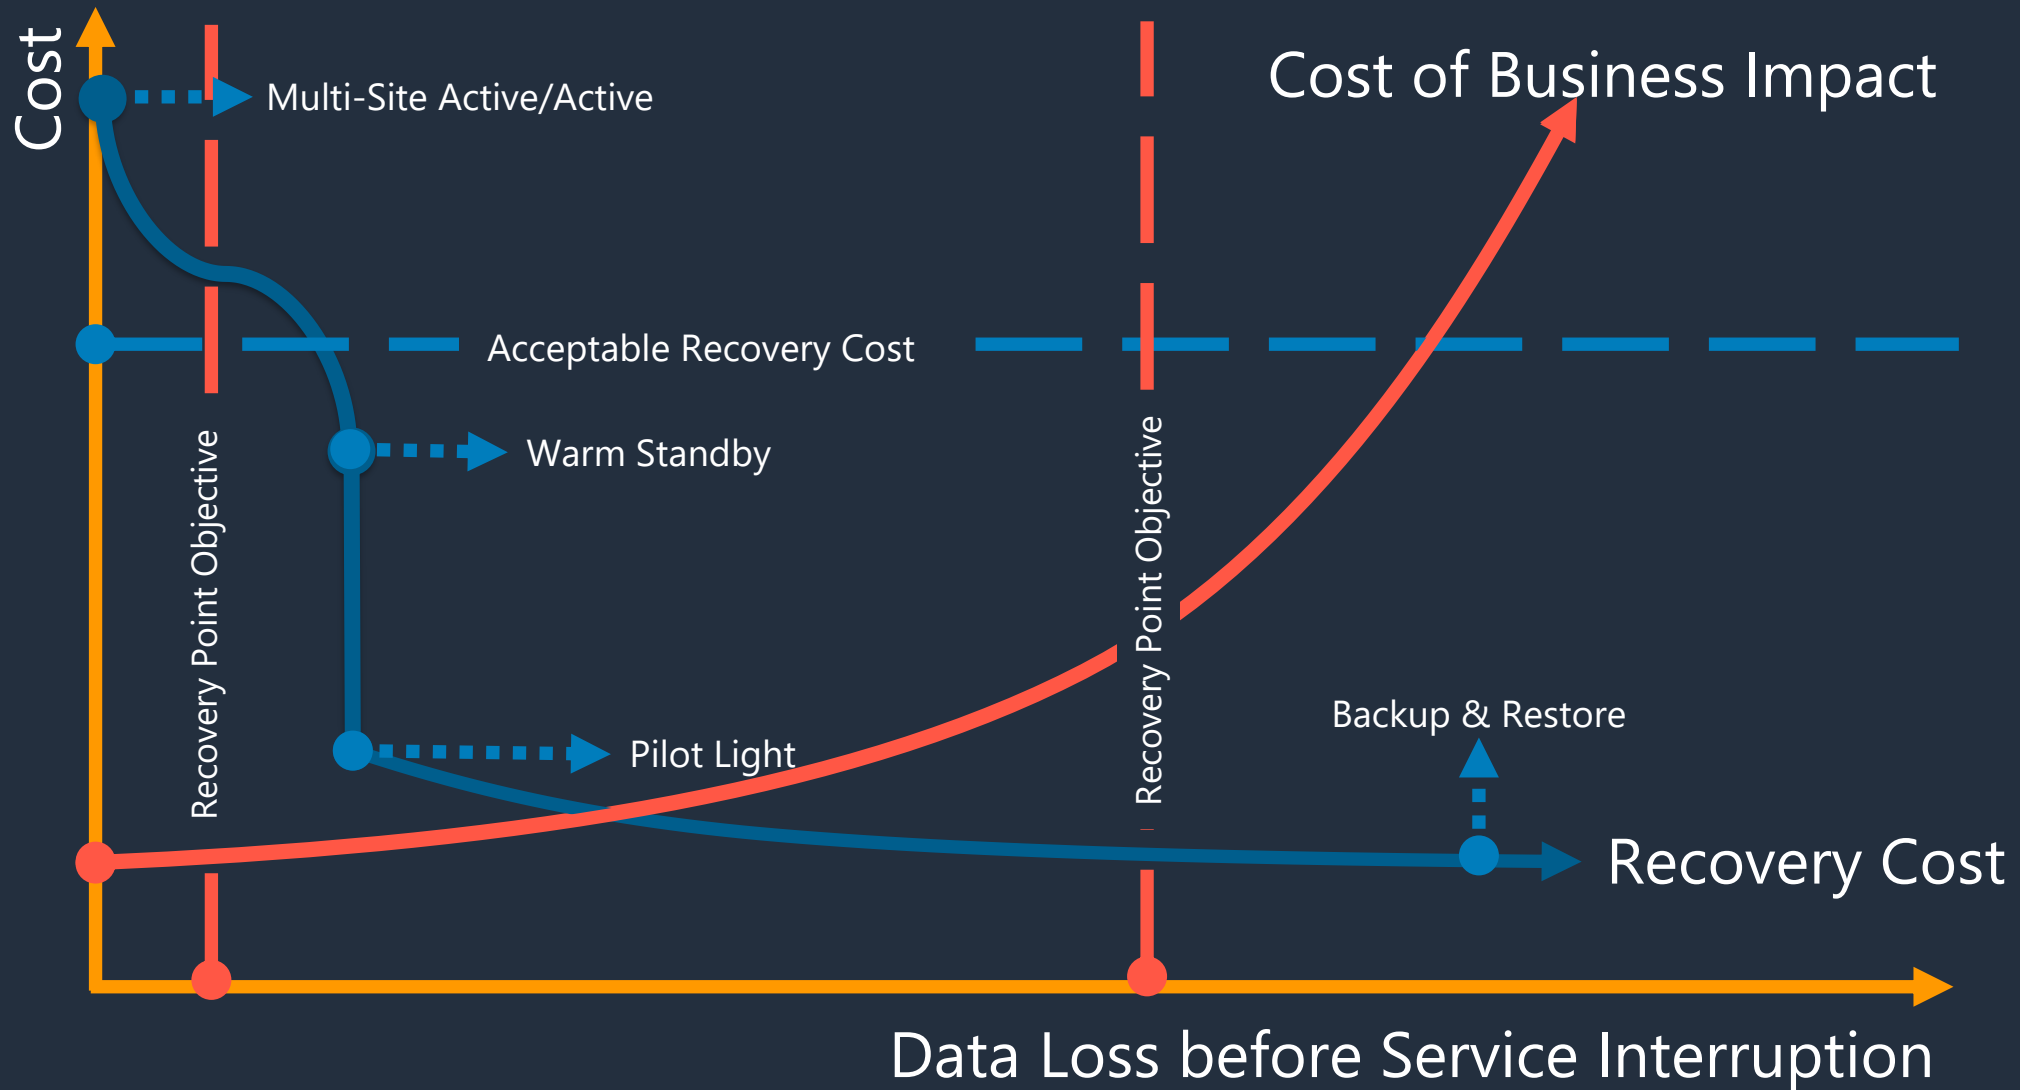 Cost
Multi-Site Active/Active
Cost of Business Impact
Acceptable Recovery Cost
Warm Standby
Recovery Point Objective
Recovery Point Objective
Pilot Light
Backup & Restore
Recovery Cost
Data Loss before Service Interruption